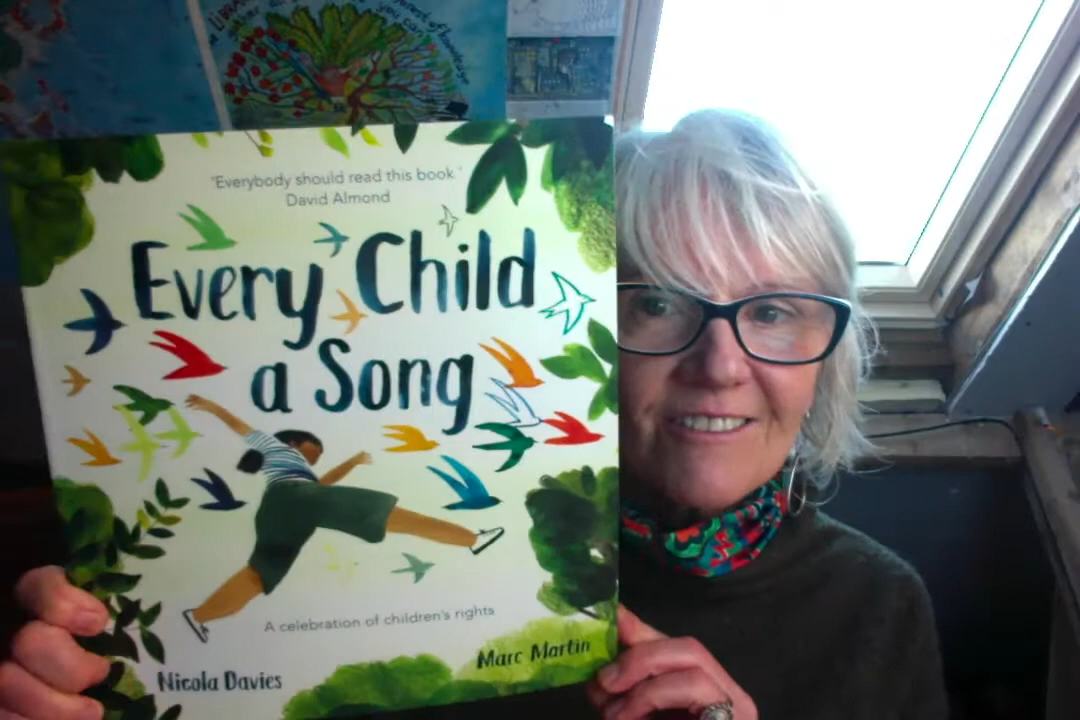 "Everybody should read this book."
David Almond
Every Child
a Song
A celebration of children's rights
Nicola Davies
Marc Martin